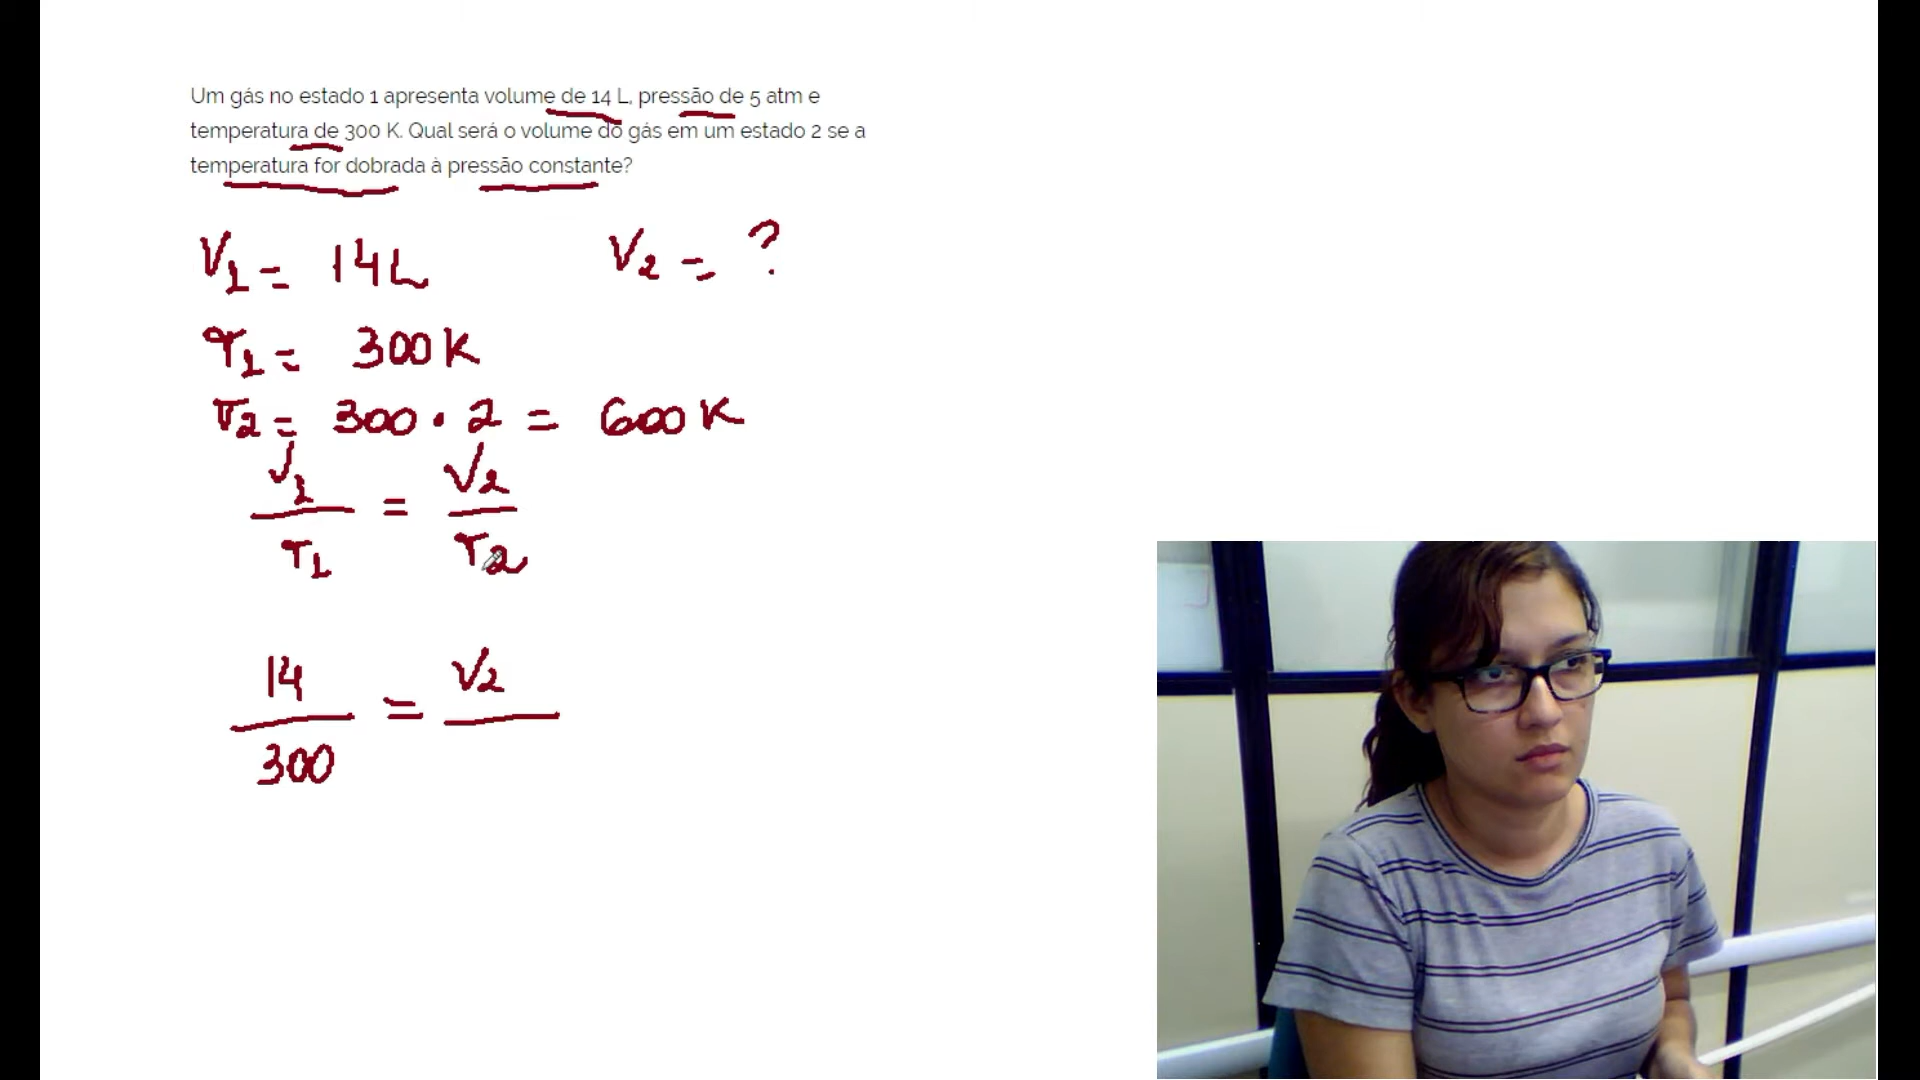 Um gás no estado 1 apresenta volume de 14 L, pressão de 5 atm e
temperatura de 300 K. Qual será o volume do gás em um estado 2 se a
temperatura for dobrada à pressão constante?
V1 = 14L V2 = ?
T1 = 300K
T2 = 300 · 2 = 600K
V1 = V2
T1 T2
14 = V2
300